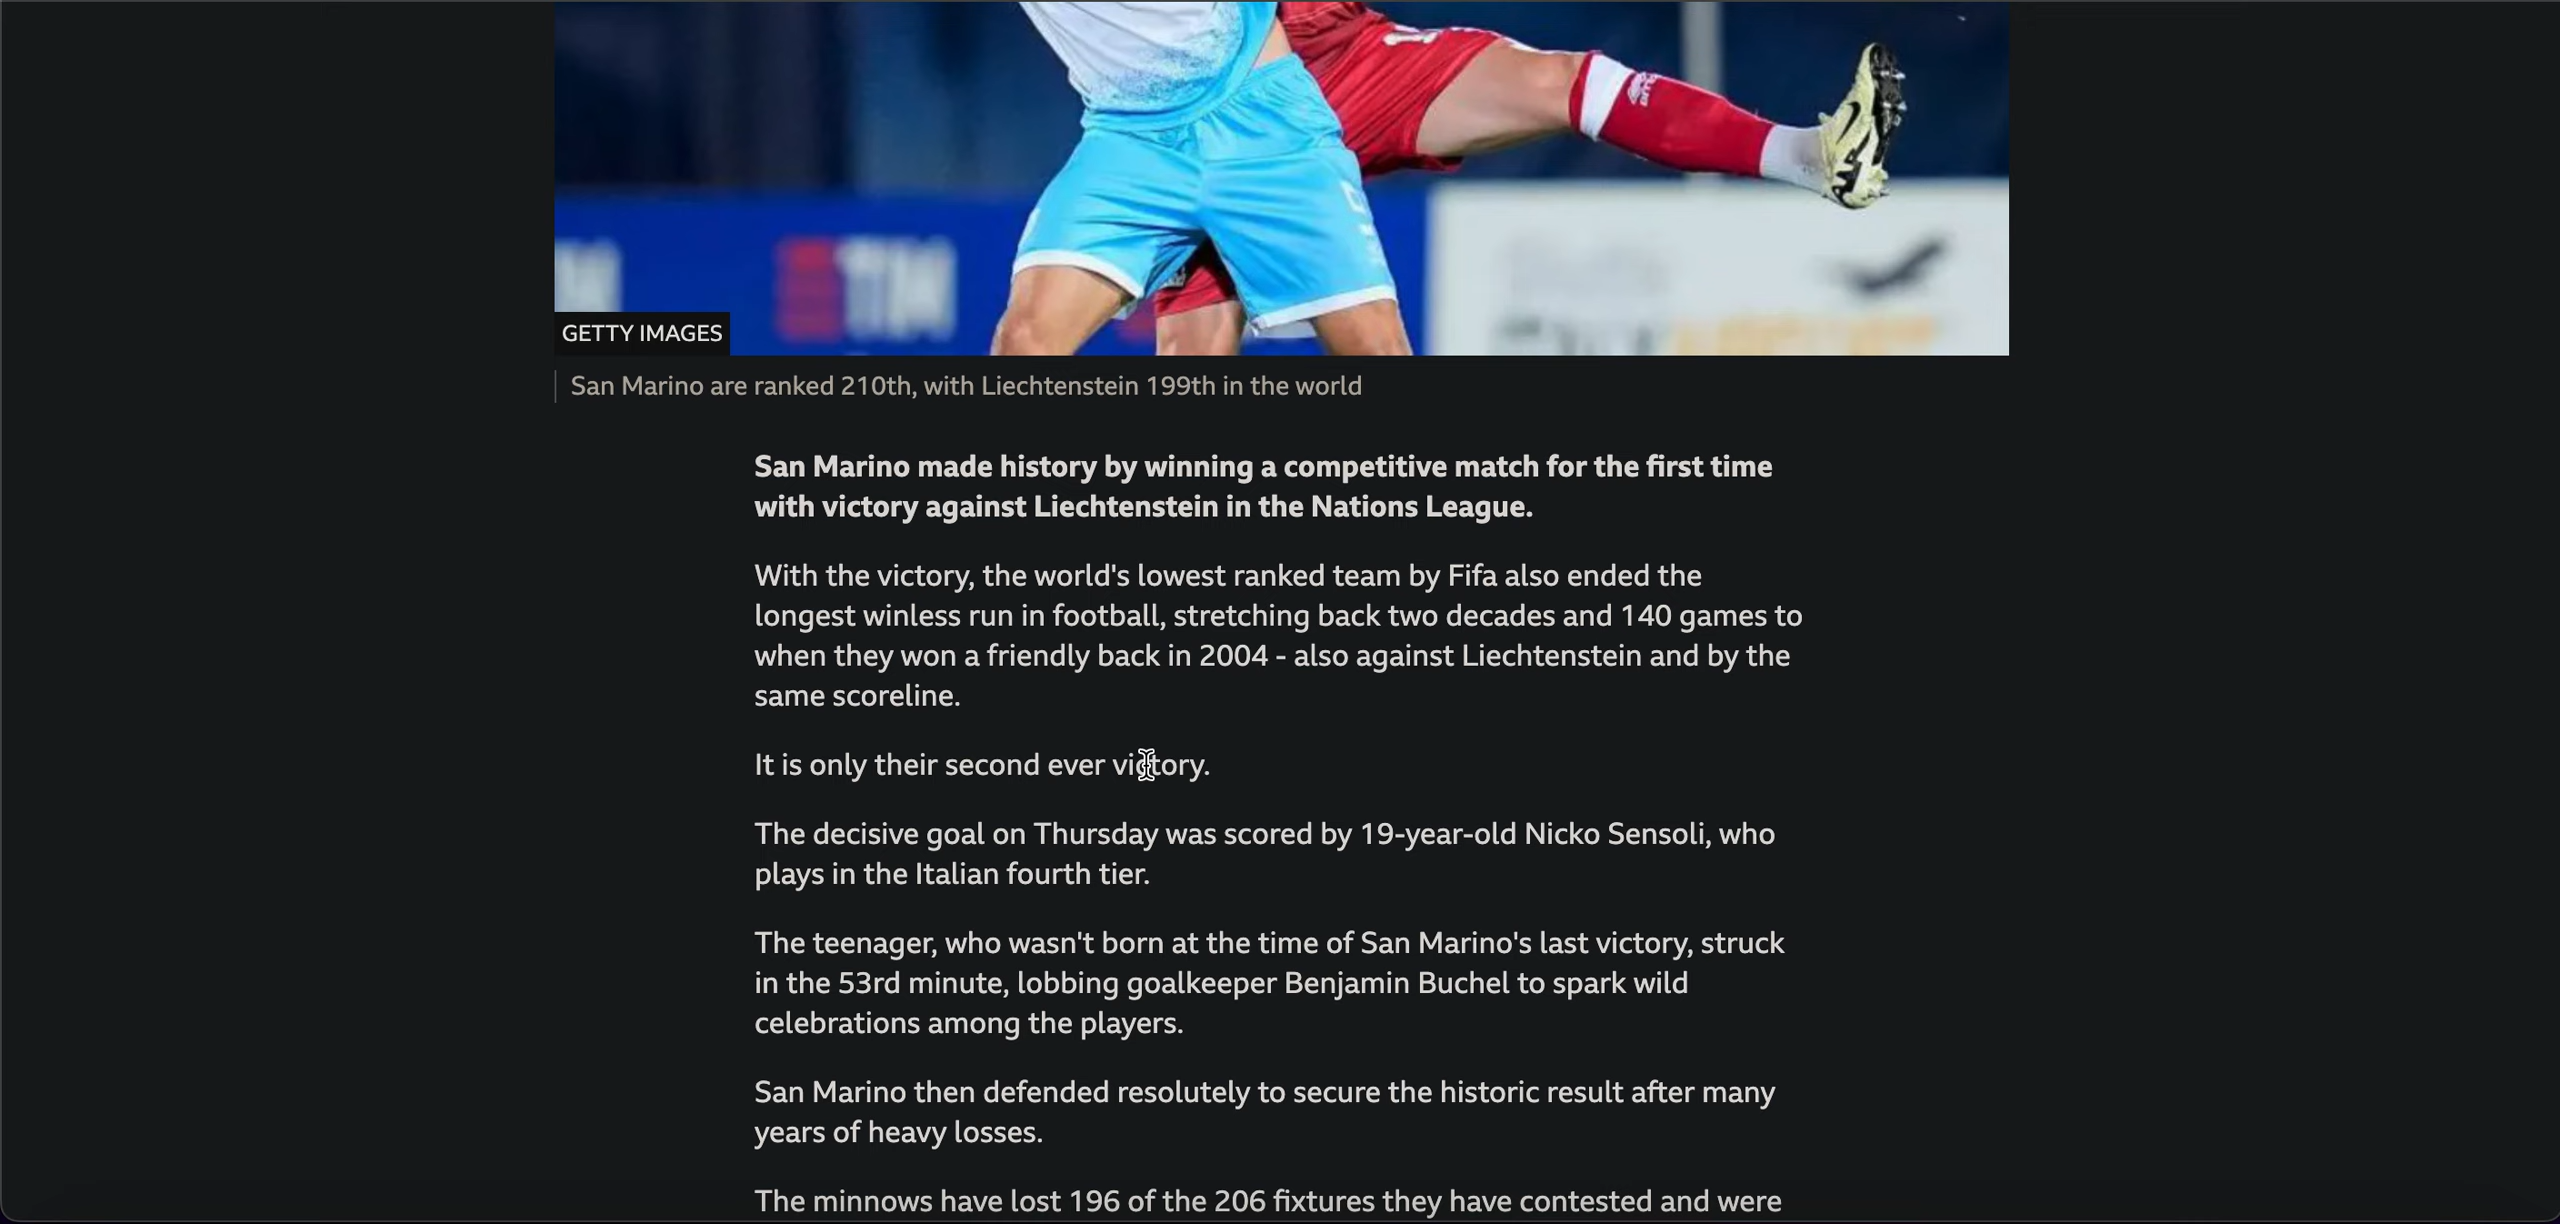 TIM
GETTY IMAGES
San Marino are ranked 210th, with Liechtenstein 199th in the world
San Marino made history by winning a competitive match for the first time
with victory against Liechtenstein in the Nations League.
With the victory, the world's lowest ranked team by Fifa also ended the
longest winless run in football, stretching back two decades and 140 games to
when they won a friendly back in 2004 - also against Liechtenstein and by the
same scoreline.
It is only their second ever victory.
The decisive goal on Thursday was scored by 19-year-old Nicko Sensoli, who
plays in the Italian fourth tier.
The teenager, who wasn't born at the time of San Marino's last victory, struck
in the 53rd minute, lobbing goalkeeper Benjamin Buchel to spark wild
celebrations among the players.
San Marino then defended resolutely to secure the historic result after many
years of heavy losses.
The minnows have lost 196 of the 206 fixtures they have contested and were